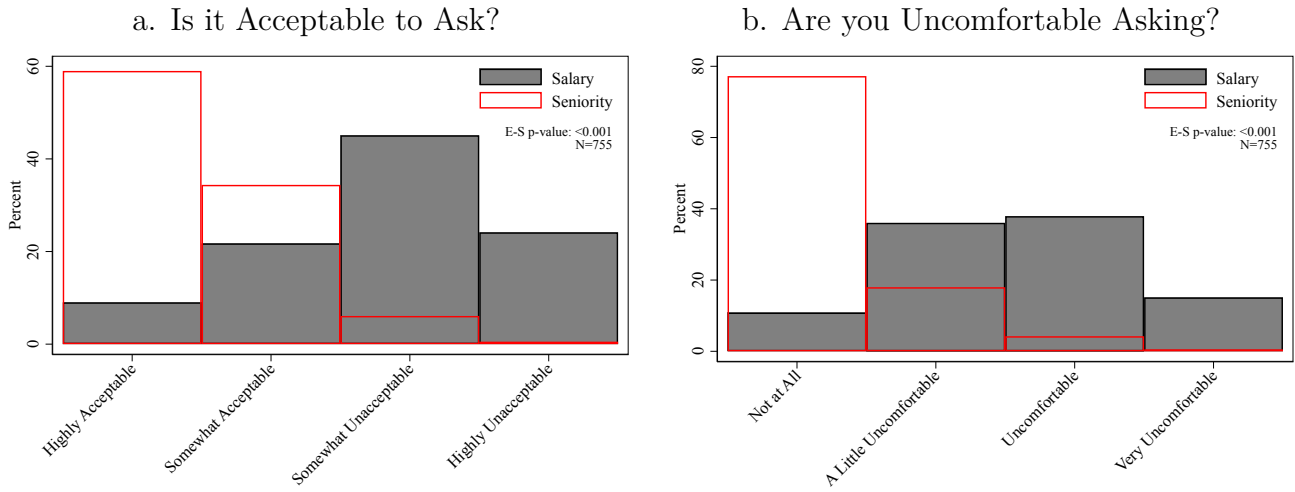 a. Is it Acceptable to Ask?
Percent
0
20
40
60
Salary
Seniority
E-S p-value: <0.001
N=755
Highly Acceptable
Somewhat Acceptable
Somewhat Unacceptable
Highly Unacceptable
b. Are you Uncomfortable Asking?
Percent
0
20
40
60
80
Salary
Seniority
E-S p-value: <0.001
N=755
Not at All
A Little Uncomfortable
Uncomfortable
Very Uncomfortable